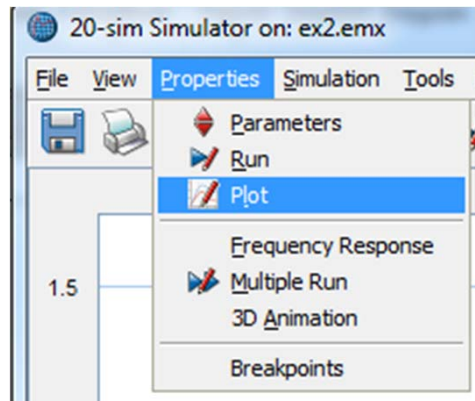 20-sim Simulator on: ex2.emx
File View Properties Simulation Tools
Parameters
Run
Plot
Frequency Response
1.5
Multiple Run
3D Animation
Breakpoints